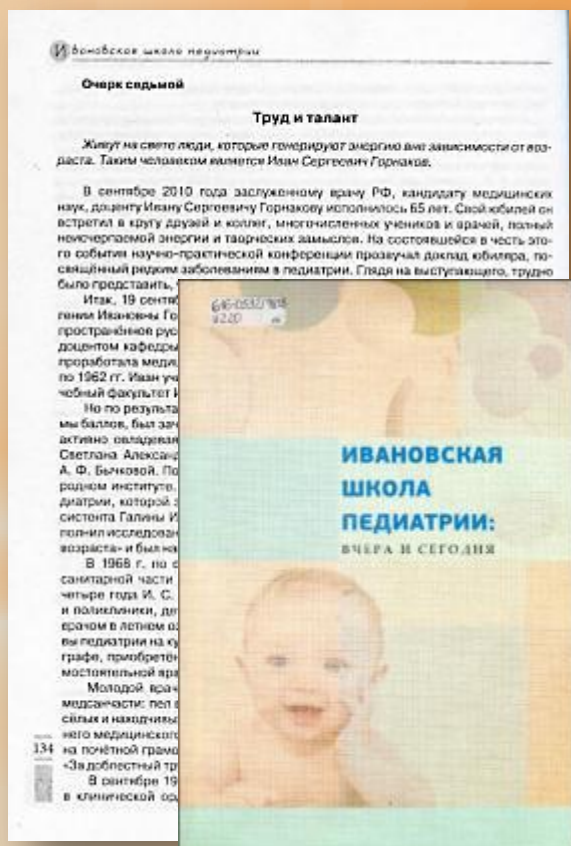 Ивановская школа педиатрии
Очерк седьмой
Труд и талант
Живут на свете люди, которые генерируют энергию вне зависимости от воз-
раста. Таким человеком является Иван Сергеевич Горнаков.
В сентябре 2010 года заслуженному врачу РФ, кандидату медицинских
наук, доценту Ивану Сергеевичу Горнакову исполнилось 65 лет. Свой юбилей он
встретил в кругу друзей и коллег, многочисленных учеников и врачей, полный
неисчерпаемой энергии и творческих замыслов. На состоявшейся в честь это-
го события научно-практической конференции прозвучал доклад юбиляра, по-
свящённый редким заболеваниям в педиатрии. Глядя на выступающего, трудно
было представить,
Итак, 19 сентяб
гении Ивановны Го
пространённое рус
доцентом кафедры
проработала медиц
по 1962 гг. Иван учи
чебный факультет И
Но по результа
мы баллов, был зач
активно овладевая
Светлана Александ
А. Ф. Бычковой. По
родном институте.
диатрии, которой з
систента Галины И
полнил исследован
возраста» и был на
В 1968 г. по о
санитарной части
четыре года И. С.
и поликлиники, де
врачом в летнем оз
вы педиатрии на ку
графе, приобретён
мостоятельной вра
Молодой врач
медсанчасти: пел в
сёлых и находчивы
него медицинского
на почётной грамо
«За доблестный тр
В сентябре 19
в клинической орд
134
ИВАНОВСКАЯ
ШКОЛА
ПЕДИАТРИИ:
ВЧЕРА И СЕГОДНЯ